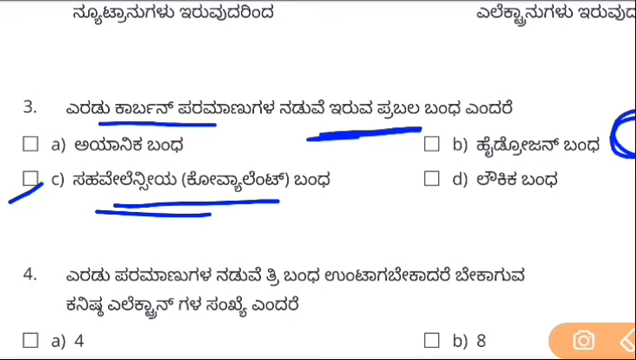 ನ್ಯೂಟ್ರಾನುಗಳು ಇರುವುದರಿಂದ ಎಲೆಕ್ಟ್ರಾನುಗಳು
3. ಎರಡು ಕಾರ್ಬನ್ ಪರಮಾಣುಗಳ ನಡುವೆ ಇರುವ ಪ್ರಬಲ ಬಂಧ ಎಂದರೆ
a) ಅಯಾನಿಕ ಬಂಧ b) ಹೈಡ್ರೋಜನ್ ಬಂಧ
c) ಸಹವೇಲೆನ್ಸೀಯ (ಕೋವ್ಯಾಲೆಂಟ್) ಬಂಧ d) ಲೌಕಿಕ ಬಂಧ
4. ಎರಡು ಪರಮಾಣುಗಳ ನಡುವೆ ತ್ರಿ ಬಂಧ ಉಂಟಾಗಬೇಕಾದರೆ ಬೇಕಾಗುವ
ಕನಿಷ್ಠ ಎಲೆಕ್ಟ್ರಾನ್ ಗಳ ಸಂಖ್ಯೆ ಎಂದರೆ
a) 4 b) 8